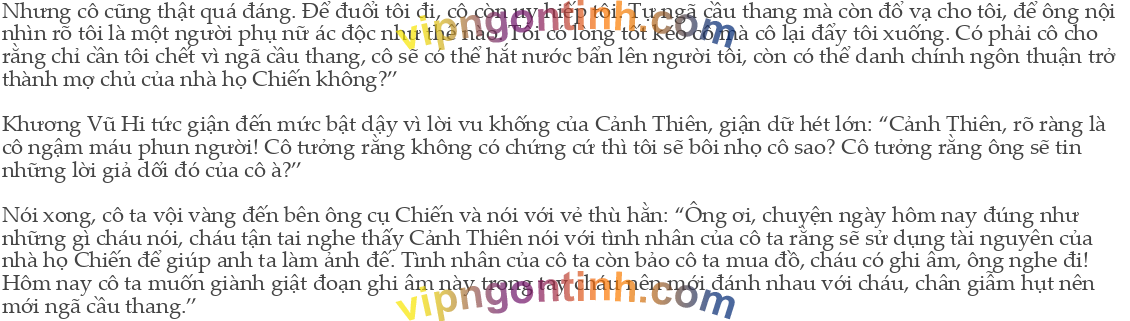 Nhưng cô cũng thật quá đáng. Để đuổi tôi đi, cô còn uy hiếp tôi. Tự ngã cầu thang mà còn đổ vạ cho tôi, để ông nội
nhìn rõ tôi là một người phụ nữ ác độc như thế nào. Tôi có lòng tốt kéo cô, mà cô lại đẩy tôi xuống. Có phải cô cho
rằng chỉ cần tôi chết vì ngã cầu thang, cô sẽ có thể hắt nước bẩn lên người tôi, còn có thể danh chính ngôn thuận trở
thành mợ chủ của nhà họ Chiến không?”
Khương Vũ Hi tức giận đến mức bật dậy vì lời vu khống của Cảnh Thiên, giận dữ hét lớn: “Cảnh Thiên, rõ ràng là
cô ngậm máu phun người! Cô tưởng rằng không có chứng cứ thì tôi sẽ bôi nhọ cô sao? Cô tưởng rằng ông sẽ tin
những lời giả dối đó của cô à?”
Nói xong, cô ta vội vàng đến bên ông cụ Chiến và nói với vẻ thù hằn: “Ông ơi, chuyện ngày hôm nay đúng như
những gì cháu nói, cháu tận tai nghe thấy Cảnh Thiên nói với tình nhân của cô ta rằng sẽ sử dụng tài nguyên của
nhà họ Chiến để giúp anh ta làm ảnh đế. Tình nhân của cô ta còn bảo cô ta mua đồ, cháu có ghi âm, ông nghe đi!
Hôm nay cô ta muốn giành giật đoạn ghi âm này trong tay cháu nên mới đánh nhau với cháu, chân giẫm hụt nên
mới ngã cầu thang.”
vipngontinh.com
vipngontinh.com